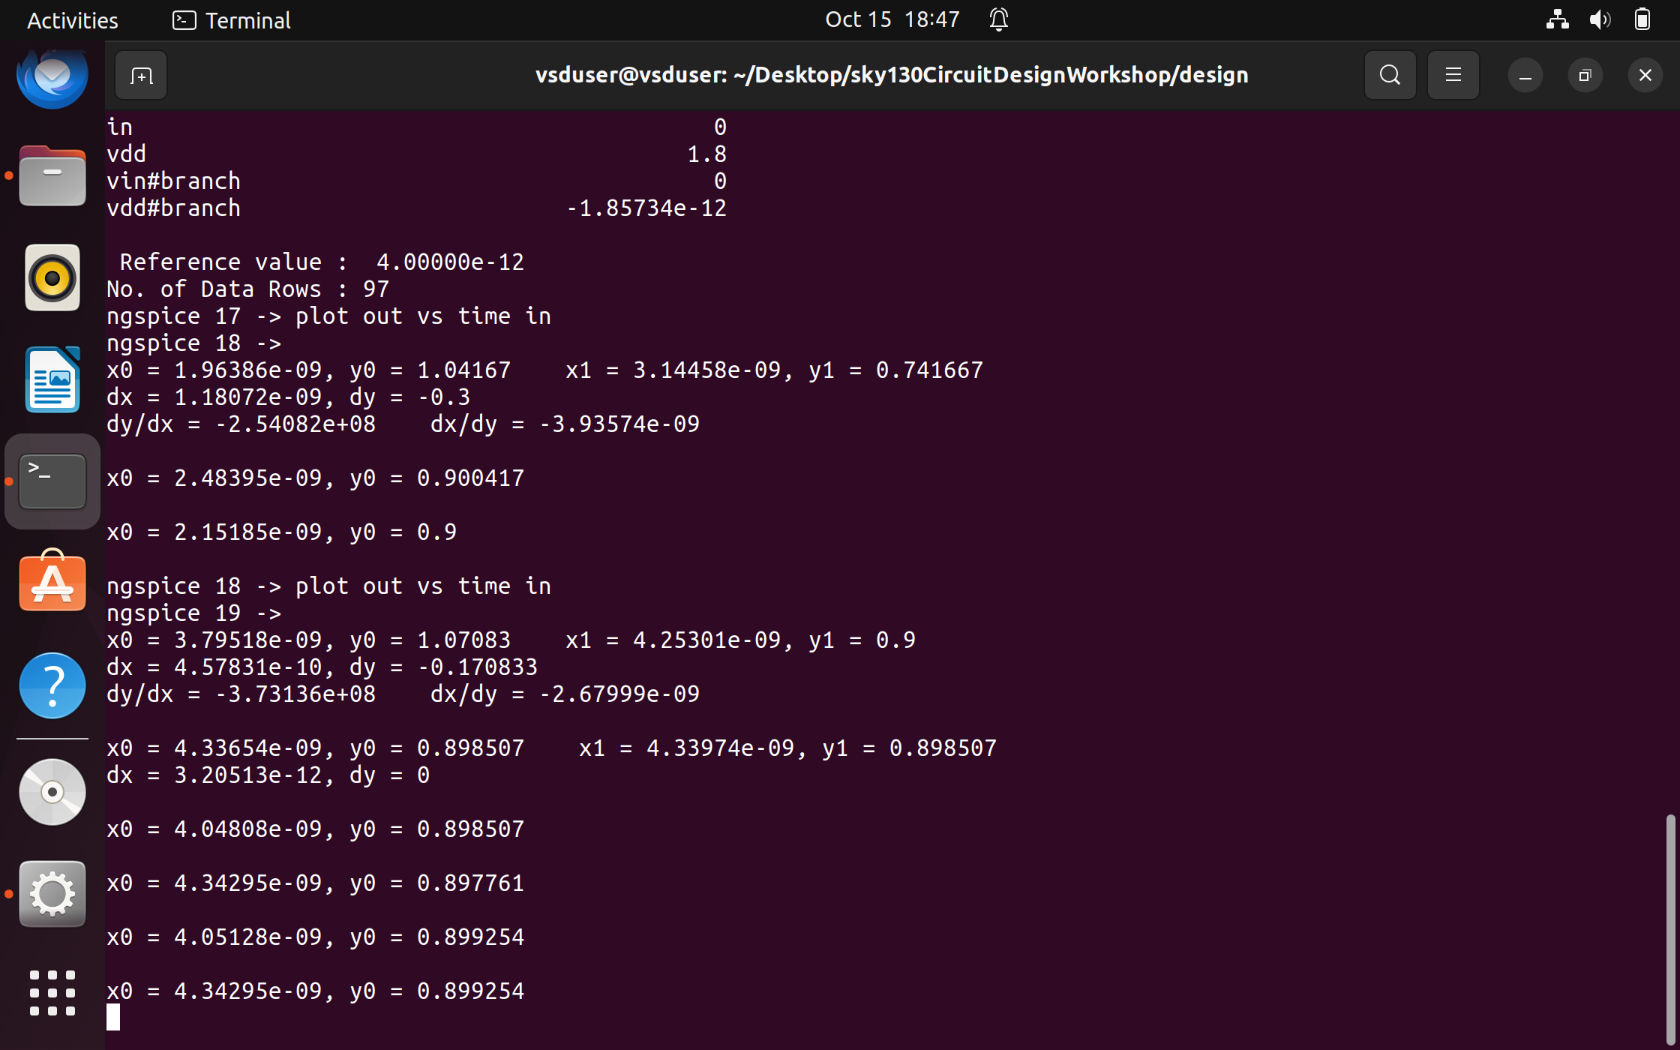 Activities Terminal Oct 15 18:47
vsduser@vsduser: ~/Desktop/sky130CircuitDesignWorkshop/design
in 0
vdd 1.8
vin#branch 0
vdd#branch -1.85734e-12
Reference value : 4.00000e-12
No. of Data Rows : 97
ngspice 17 -> plot out vs time in
ngspice 18 ->
x0 = 1.96386e-09, y0 = 1.04167 x1 = 3.14458e-09, y1 = 0.741667
dx = 1.18072e-09, dy = -0.3
dy/dx = -2.54082e+08 dx/dy = -3.93574e-09
x0 = 2.48395e-09, y0 = 0.900417
x0 = 2.15185e-09, y0 = 0.9
ngspice 18 -> plot out vs time in
ngspice 19 ->
x0 = 3.79518e-09, y0 = 1.07083 x1 = 4.25301e-09, y1 = 0.9
dx = 4.57831e-10, dy = -0.170833
dy/dx = -3.73136e+08 dx/dy = -2.67999e-09
x0 = 4.33654e-09, y0 = 0.898507 x1 = 4.33974e-09, y1 = 0.898507
dx = 3.20513e-12, dy = 0
x0 = 4.04808e-09, y0 = 0.898507
x0 = 4.34295e-09, y0 = 0.897761
x0 = 4.05128e-09, y0 = 0.899254
x0 = 4.34295e-09, y0 = 0.899254